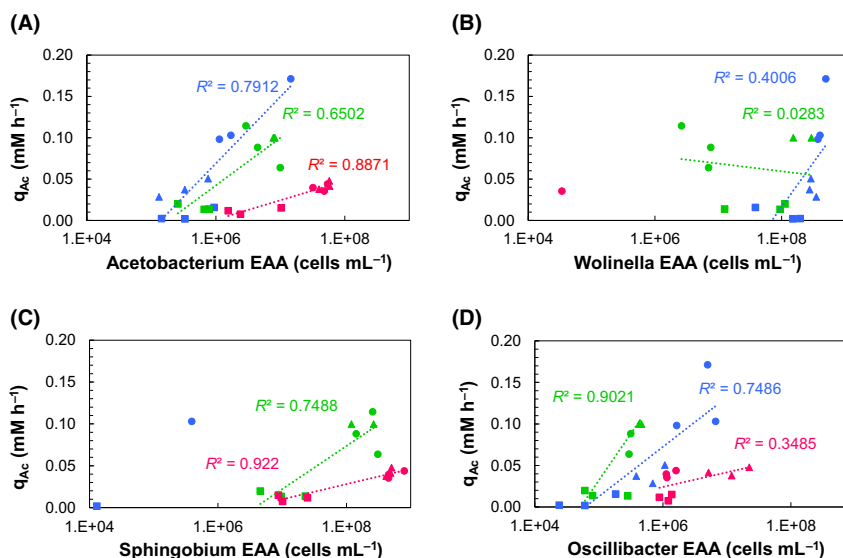 (A)
0.20
0.15
0.10
0.05
0.00
q_Ac (mM h⁻¹)
R² = 0.7912
R² = 0.6502
R² = 0.8871
1.E+04 1.E+06 1.E+08
Acetobacterium EAA (cells mL⁻¹)
(B)
0.20
0.15
0.10
0.05
0.00
q_Ac (mM h⁻¹)
R² = 0.4006
R² = 0.0283
1.E+04 1.E+06 1.E+08
Wolinella EAA (cells mL⁻¹)
(C)
0.20
0.15
0.10
0.05
0.00
q_Ac (mM h⁻¹)
R² = 0.7488
R² = 0.922
1.E+04 1.E+06 1.E+08
Sphingobium EAA (cells mL⁻¹)
(D)
0.20
0.15
0.10
0.05
0.00
q_Ac (mM h⁻¹)
R² = 0.9021
R² = 0.7486
R² = 0.3485
1.E+04 1.E+06 1.E+08
Oscillibacter EAA (cells mL⁻¹)